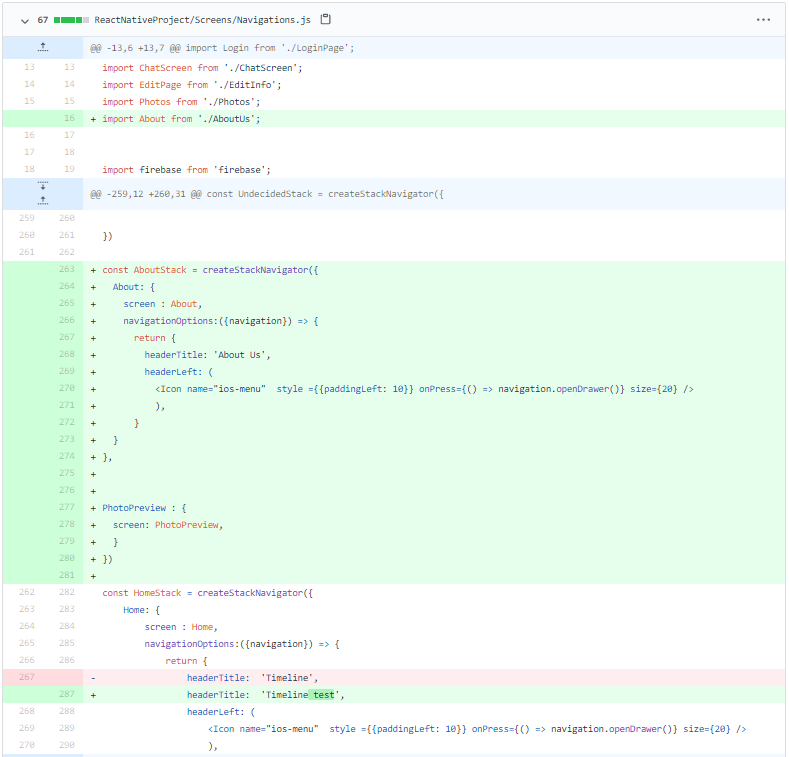 67 ReactNativeProject/Screens/Navigations.js
@@ -13,6 +13,7 @@ import Login from './LoginPage';
13 13 import ChatScreen from './ChatScreen';
14 14 import EditPage from './EditInfo';
15 15 import Photos from './Photos';
16 + import About from './AboutUs';
16 17
17 18
18 19 import firebase from 'firebase';
@@ -259,12 +260,31 @@ const UndecidedStack = createStackNavigator({
259 260
260 261 })
261 262
263 + const AboutStack = createStackNavigator({
264 + About: {
265 + screen : About,
266 + navigationOptions:({navigation}) => {
267 + return {
268 + headerTitle: 'About Us',
269 + headerLeft: (
270 + <Icon name="ios-menu"  style ={{paddingLeft: 10}} onPress={() => navigation.openDrawer()} size={20} />
271 + ),
272 + }
273 + }
274 + },
275 +
276 +
277 + PhotoPreview : {
278 + screen: PhotoPreview,
279 + }
280 + })
281 +
262 282 const HomeStack = createStackNavigator({
263 283 Home: {
264 284 screen : Home,
265 285 navigationOptions:({navigation}) => {
266 286 return {
267 - headerTitle:  'Timeline',
287 + headerTitle:  'Timeline test',
268 288 headerLeft: (
269 289 <Icon name="ios-menu"  style ={{paddingLeft: 10}} onPress={() => navigation.openDrawer()} size={20} />
270 290 ),